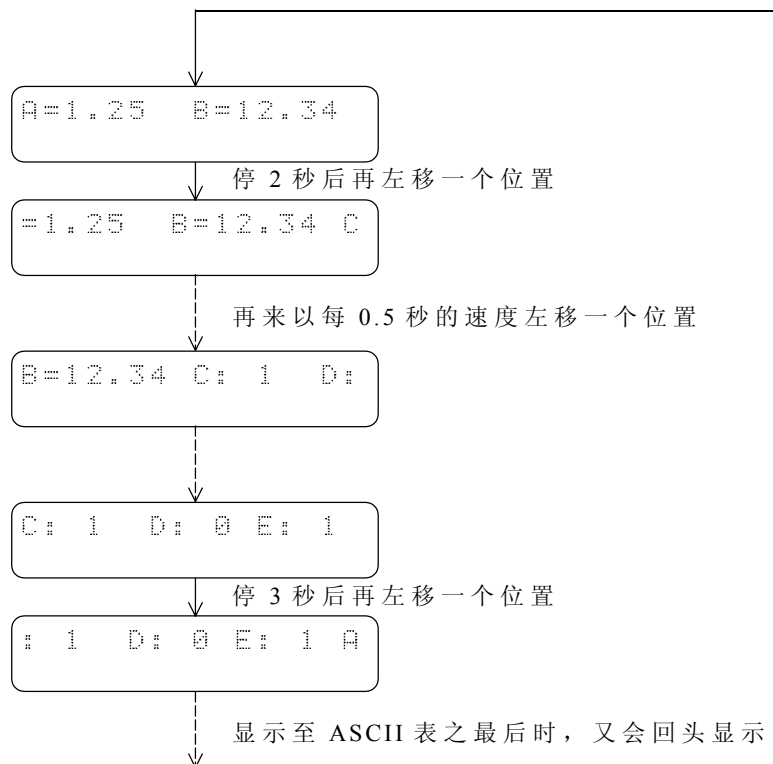 A=1.25  B=12.34
停 2 秒后再左移一个位置
=1.25  B=12.34 C
再来以每 0.5 秒的速度左移一个位置
B=12.34 C: 1  D:
C: 1  D: 0 E: 1
停 3 秒后再左移一个位置
: 1  D: 0 E: 1 A
显示至 ASCII 表之最后时，又会回头显示